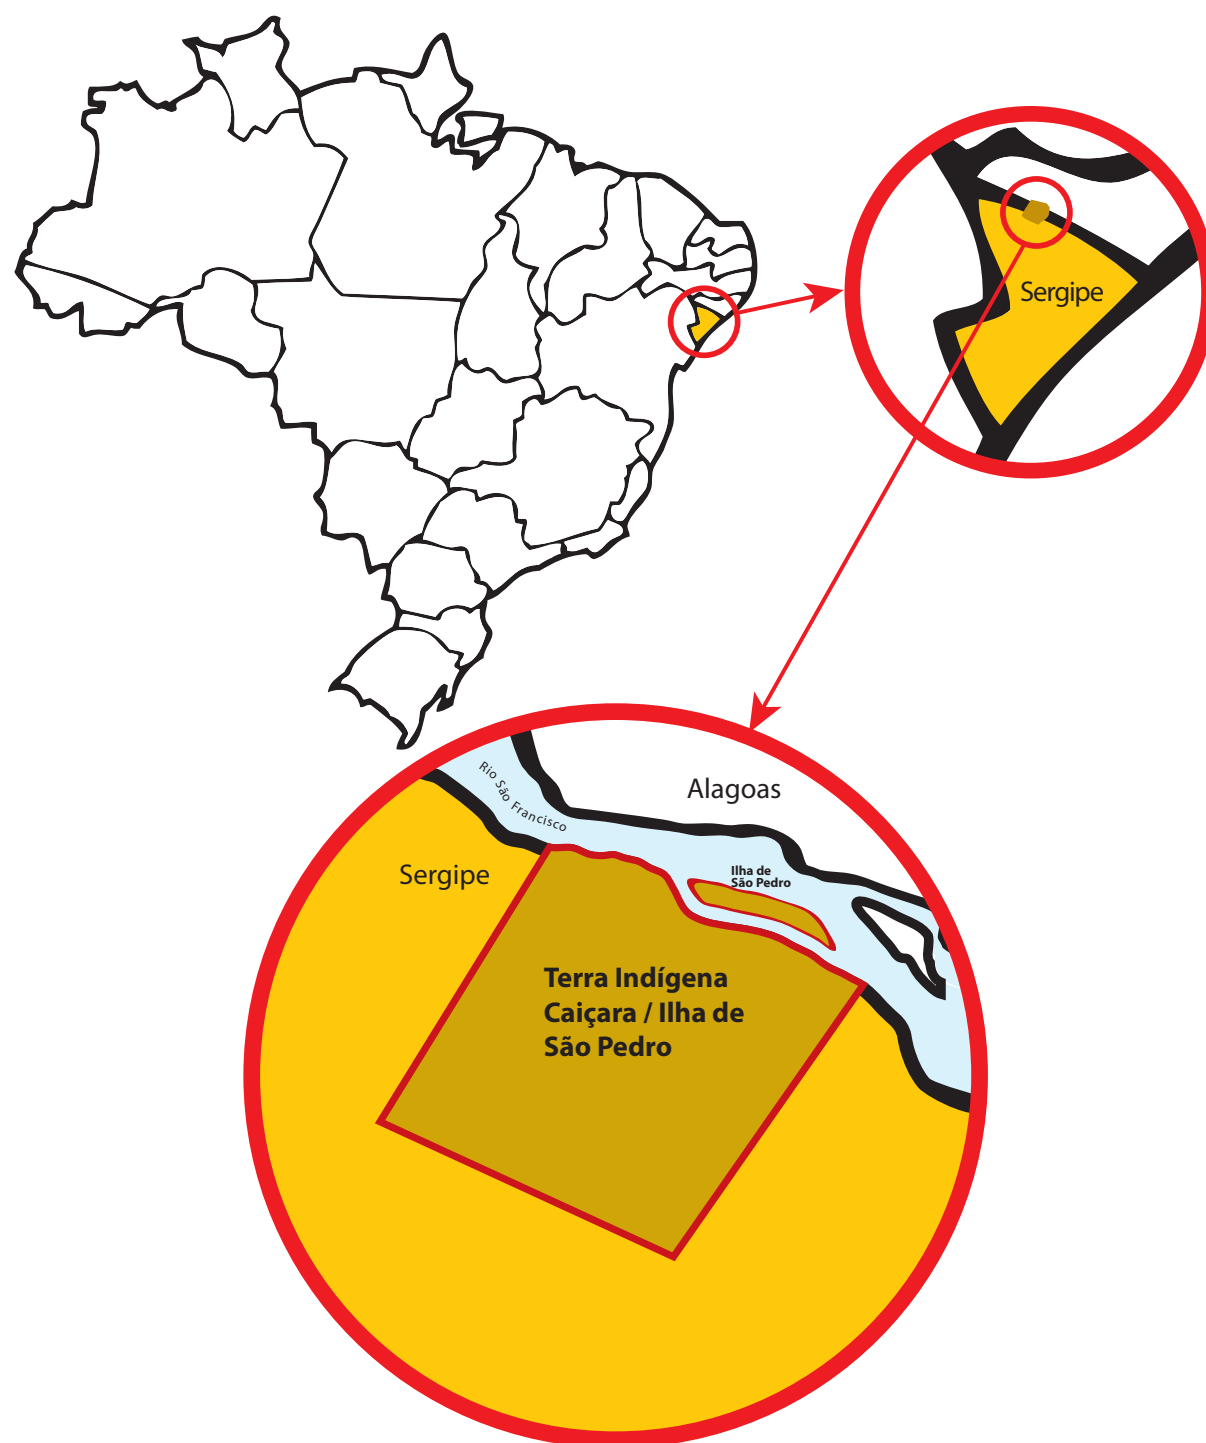 Sergipe
Rio São Francisco
Alagoas
Sergipe
Ilha de
São Pedro
Terra Indígena
Caiçara / Ilha de
São Pedro